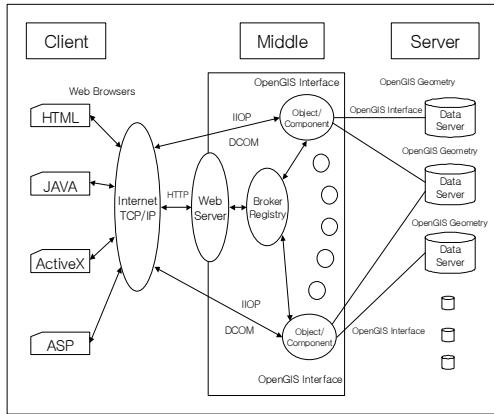 Client
Middle
Server
Web Browsers
HTML
JAVA
ActiveX
ASP
Internet
TCP/IP
HTTP
IIOP
DCOM
IIOP
DCOM
Web
Server
Broker
Registry
OpenGIS Interface
Object/
Component
Object/
Component
OpenGIS Interface
OpenGIS Geometry
OpenGIS Interface
Data
Server
OpenGIS Geometry
Data
Server
OpenGIS Geometry
Data
Server
OpenGIS Interface